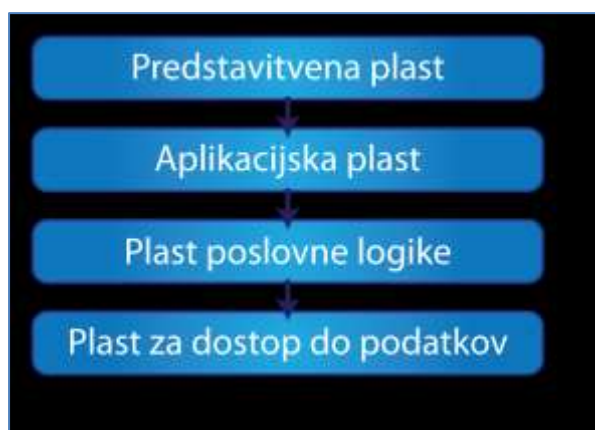 Predstavitvena plast
Aplikacijska plast
Plast poslovne logike
Plast za dostop do podatkov